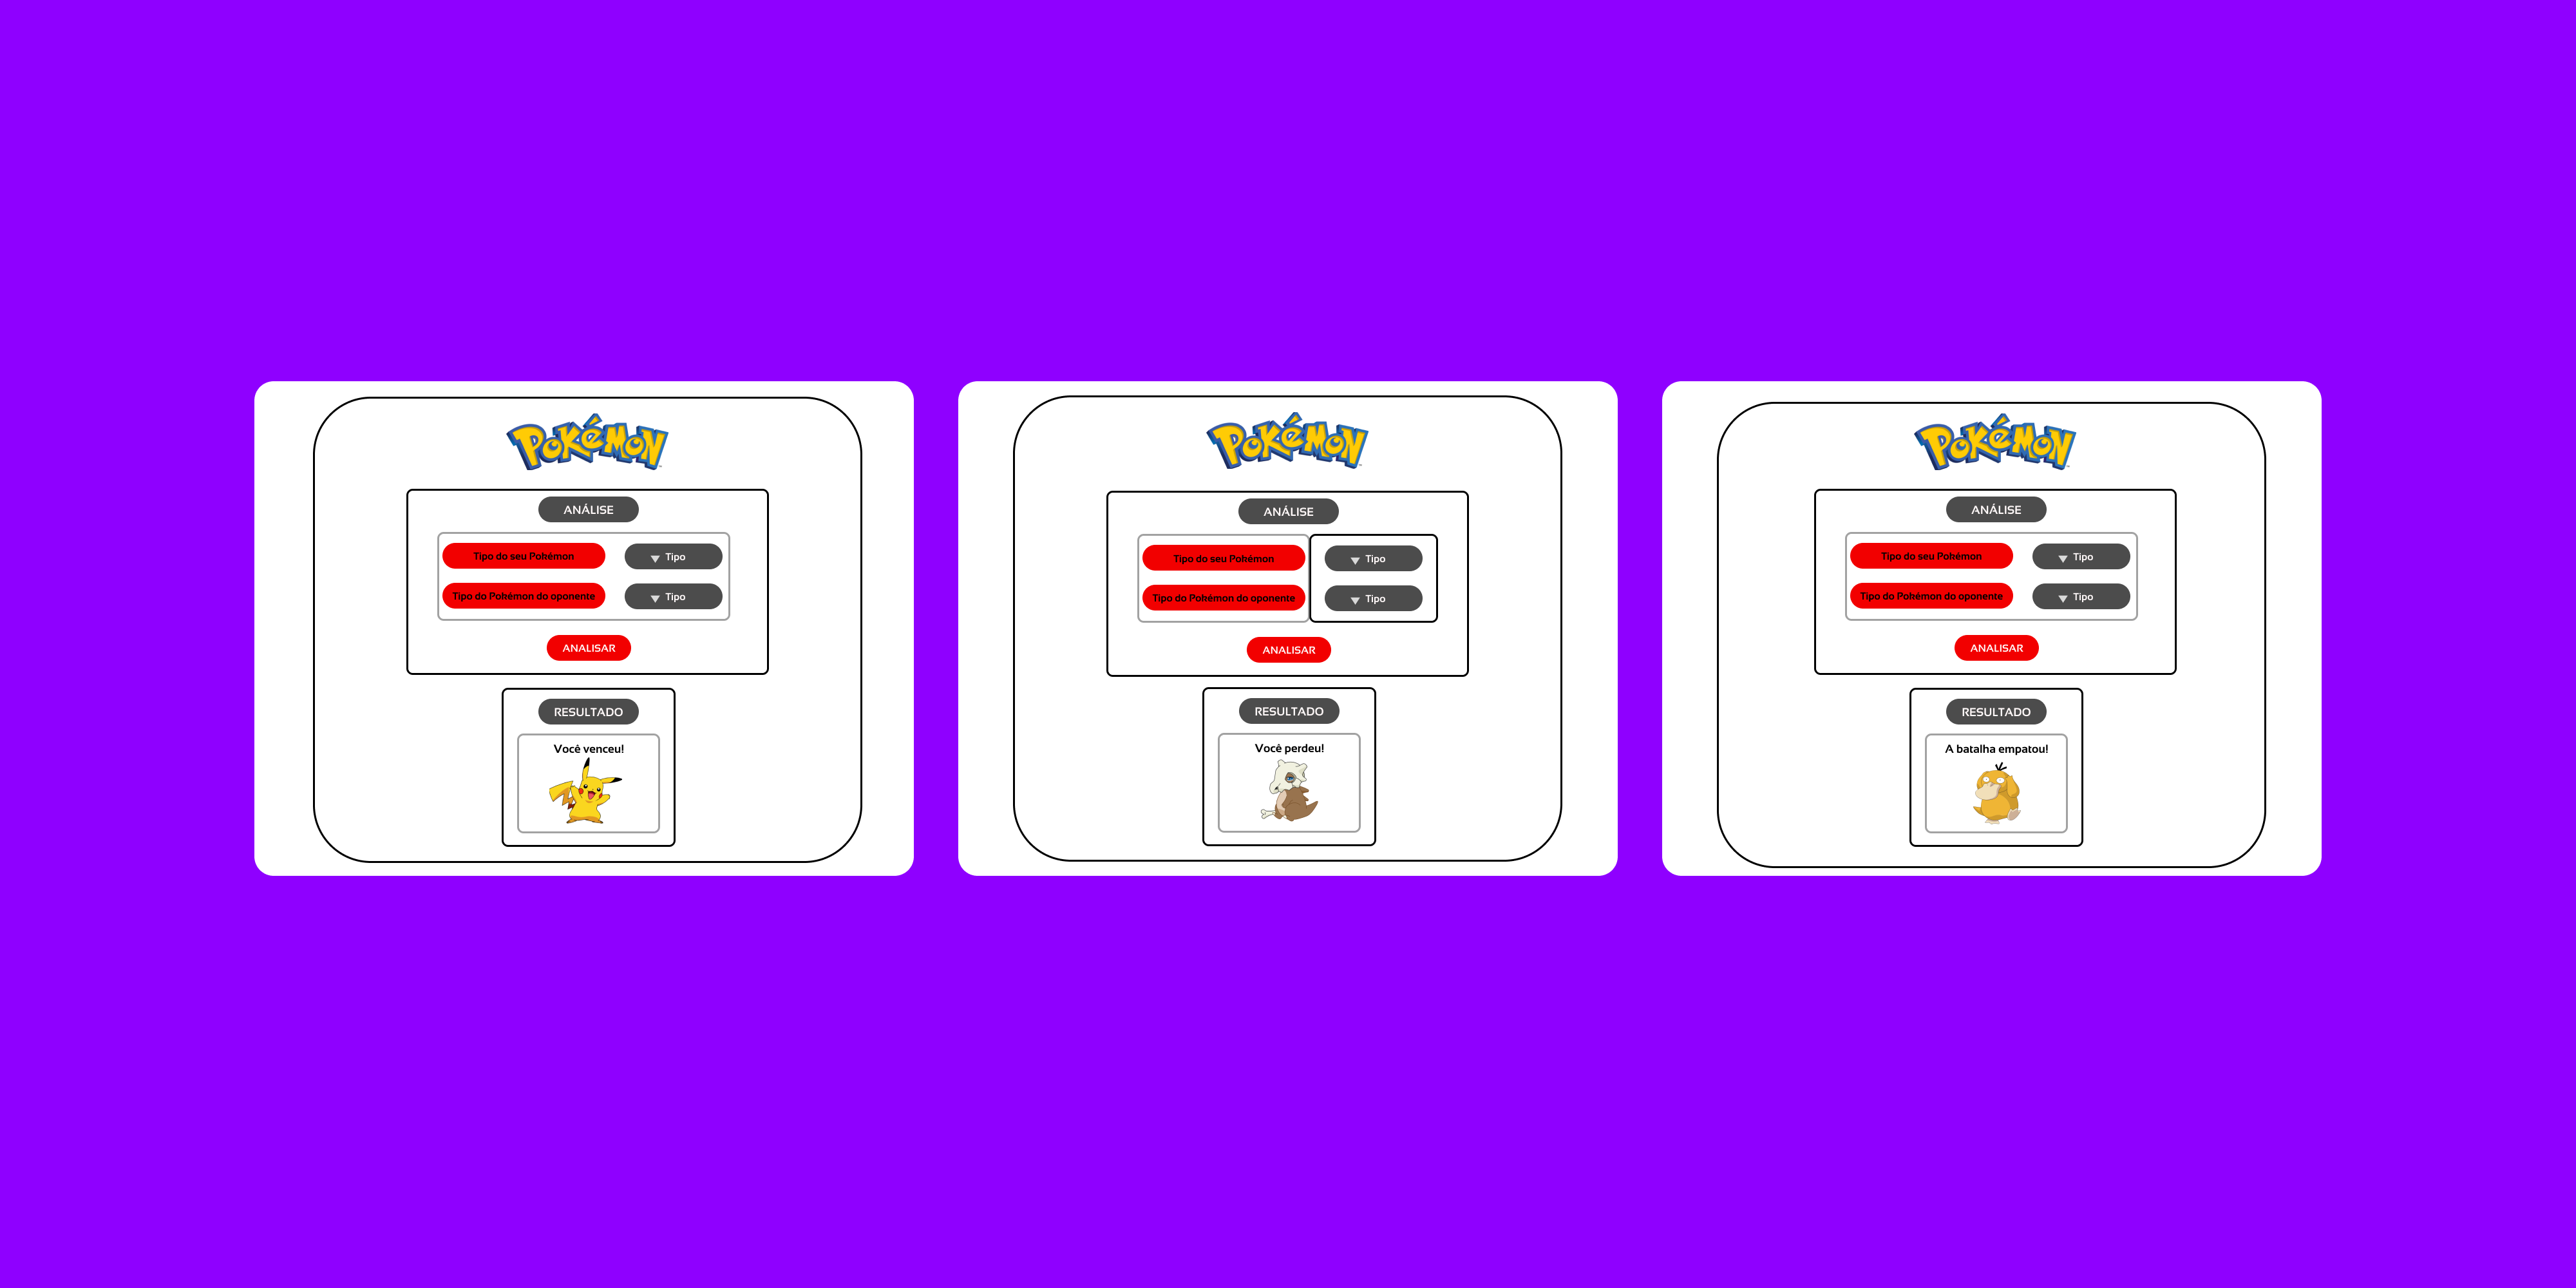 Pokémon
ANÁLISE
Tipo do seu Pokémon
Tipo
Tipo do Pokémon do oponente
Tipo
ANALISAR
RESULTADO
Você venceu!
Pokémon
ANÁLISE
Tipo do seu Pokémon
Tipo
Tipo do Pokémon do oponente
Tipo
ANALISAR
RESULTADO
Você perdeu!
Pokémon
ANÁLISE
Tipo do seu Pokémon
Tipo
Tipo do Pokémon do oponente
Tipo
ANALISAR
RESULTADO
A batalha empatou!